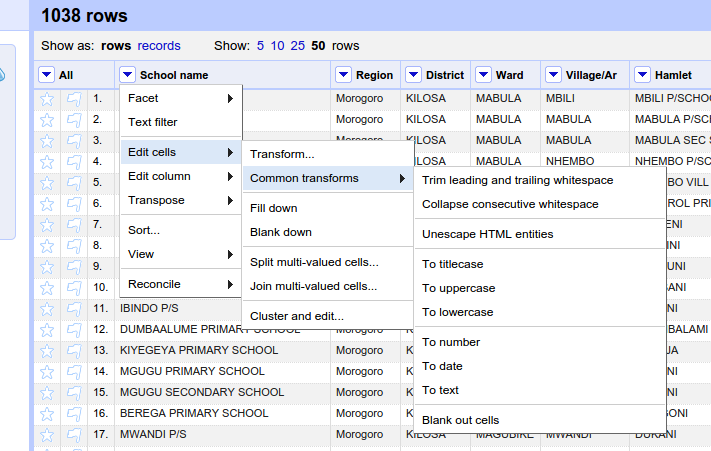 1038 rows
Show as: rows records Show: 5 10 25 50 rows
All School name Region District Ward Village/Ar Hamlet
1. Morogoro KILOSA MABULA MBILI MBILI P/SCHO
2. Morogoro KILOSA MABULA MABULA MABULA P/SC
3. Morogoro KILOSA MABULA MABULA MABULA SEC S
4. Morogoro KILOSA MABULA NHEMBO NHEMBO P/SC
5. BO VILL
6. ROL PRI
7. ENI
8. INI
9. UNI
10. ANI
11. IBINDO P/S NI
12. DUMBAALUME PRIMARY SCHOOL Morogoro BALAMI
13. KIYEGEYA PRIMARY SCHOOL Morogoro JA
14. MGUGU PRIMARY SCHOOL Morogoro NI
15. MGUGU SECONDARY SCHOOL Morogoro NI
16. BEREGA PRIMARY SCHOOL Morogoro ONI
17. MWANDI P/S Morogoro KILOSA MAGUBIKE MWANDI DUKANI
Facet
Text filter
Edit cells
Edit column
Transpose
Sort...
View
Reconcile
Transform...
Common transforms
Fill down
Blank down
Split multi-valued cells...
Join multi-valued cells...
Cluster and edit...
Trim leading and trailing whitespace
Collapse consecutive whitespace
Unescape HTML entities
To titlecase
To uppercase
To lowercase
To number
To date
To text
Blank out cells